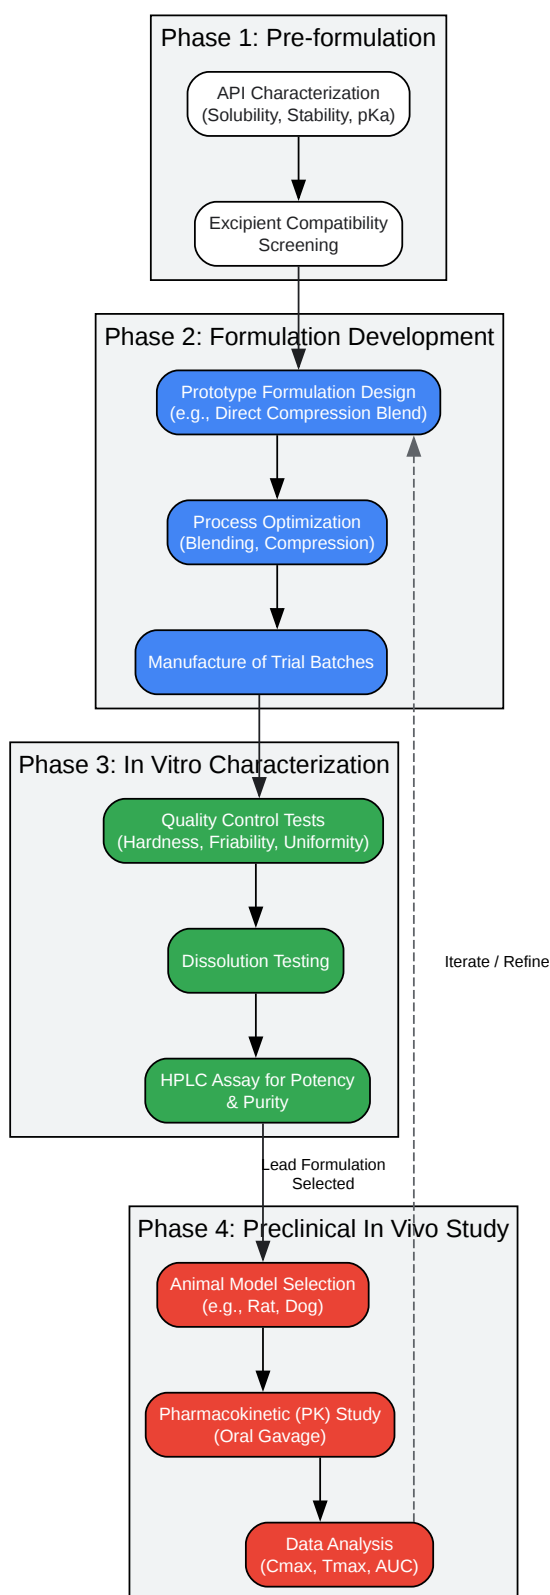 Phase 1: Pre-formulation
API Characterization
(Solubility, Stability, pKa)
Excipient Compatibility
Screening
Phase 2: Formulation Development
Prototype Formulation Design
(e.g., Direct Compression Blend)
Process Optimization
(Blending, Compression)
Manufacture of Trial Batches
Phase 3: In Vitro Characterization
Quality Control Tests
(Hardness, Friability, Uniformity)
Dissolution Testing
Iterate / Refine
HPLC Assay for Potency
& Purity
Lead Formulation
Selected
Phase 4: Preclinical In Vivo Study
Animal Model Selection
(e.g., Rat, Dog)
Pharmacokinetic (PK) Study
(Oral Gavage)
Data Analysis
(Cmax, Tmax, AUC)